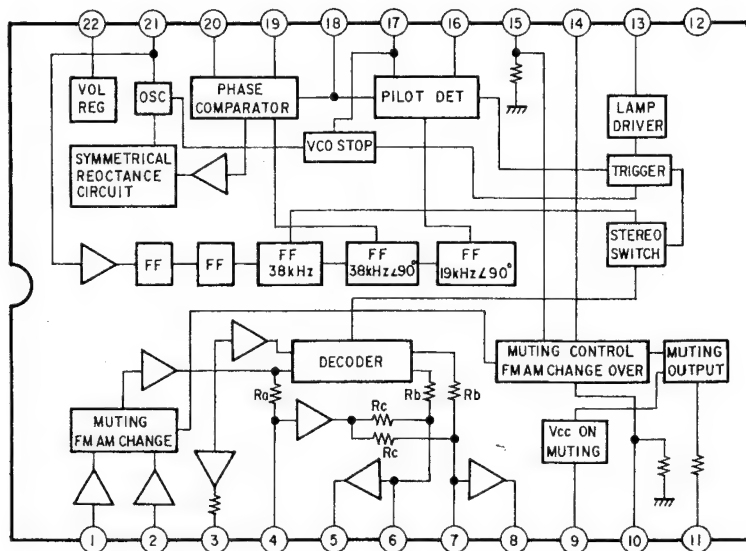 22 21 20 19 18 17 16 15 14 13 12
VOL
REG
OSC
PHASE
COMPARATOR
PILOT DET
LAMP
DRIVER
VCO STOP
TRIGGER
SYMMETRICAL
REOCTANCE
CIRCUIT
STEREO
SWITCH
FF
FF
FF
38kHz
FF
38kHz∠90°
FF
19kHz∠90°
DECODER
MUTING CONTROL
FM AM CHANGE OVER
MUTING
OUTPUT
Ra
Rb
Rb
Rc
Rc
MUTING
FM AM CHANGE
Vcc ON
MUTING
1 2 3 4 5 6 7 8 9 10 11